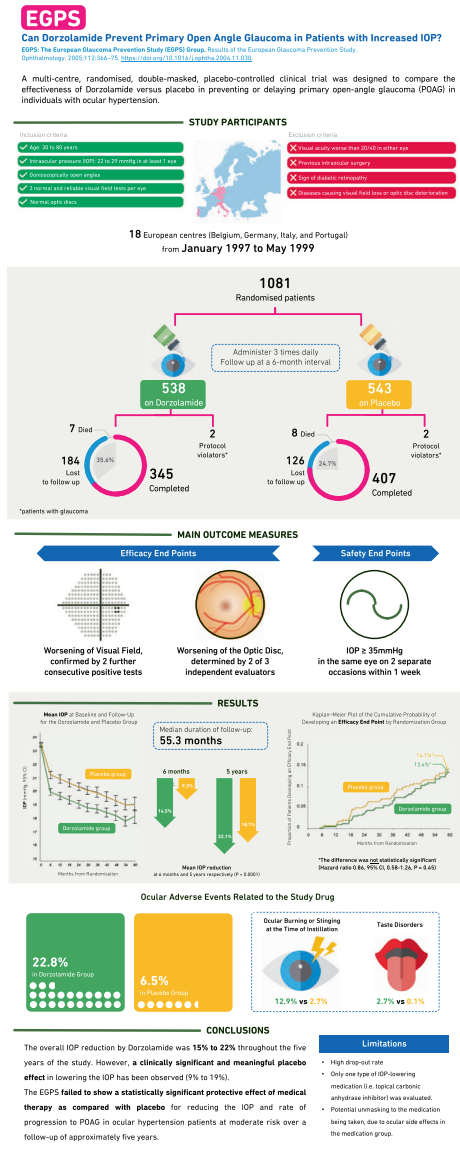 EGPS
Can Dorzolamide Prevent Primary Open Angle Glaucoma in Patients with Increased IOP?
EGPS: The European Glaucoma Prevention Study (EGPS) Group. Results of the European Glaucoma Prevention Study.
Ophthalmology. 2005;112:366–75. https://doi.org/10.1016/j.ophtha.2004.11.030.
A multi-centre, randomised, double-masked, placebo-controlled clinical trial was designed to compare the
effectiveness of Dorzolamide versus placebo in preventing or delaying primary open-angle glaucoma (POAG) in
individuals with ocular hypertension.
STUDY PARTICIPANTS
Inclusion criteria
Age: 30 to 80 years
Intraocular pressure (IOP): 22 to 29 mmHg in at least 1 eye
Gonioscopically open angles
2 normal and reliable visual field tests per eye
Normal optic discs
Exclusion criteria
Visual acuity worse than 20/40 in either eye
Previous intraocular surgery
Sign of diabetic retinopathy
Diseases causing visual field loss or optic disc deterioration
18 European centres (Belgium, Germany, Italy, and Portugal)
from January 1997 to May 1999
1081
Randomised patients
Administer 3 times daily
Follow up at a 6-month interval
538
on Dorzolamide
543
on Placebo
7 Died
2
Protocol
violators*
184
Lost
to follow up
35.6%
345
Completed
8 Died
2
Protocol
violators*
126
Lost
to follow up
24.7%
407
Completed
*patients with glaucoma
MAIN OUTCOME MEASURES
Efficacy End Points
Safety End Points
Worsening of Visual Field,
confirmed by 2 further
consecutive positive tests
Worsening of the Optic Disc,
determined by 2 of 3
independent evaluators
IOP ≥ 35mmHg
in the same eye on 2 separate
occasions within 1 week
RESULTS
Mean IOP at Baseline and Follow-Up
for the Dorzolamide and Placebo Group
IOP (mmHg, 95% CI)
Placebo group
Dorzolamide group
Months from Randomisation
Median duration of follow-up:
55.3 months
6 months
5 years
14.5%
9.3%
22.1%
18.7%
Mean IOP reduction
at 6 months and 5 years respectively (P < 0.0001)
Kaplan-Meier Plot of the Cumulative Probability of
Developing an Efficacy End Point by Randomization Group
Proportion of Patients Developing an Efficacy End Point
0.2
0.15
0.1
0.05
0
14.1%*
13.4%*
Placebo group
Dorzolamide group
Months from Randomisation
*The difference was not statistically significant
(Hazard ratio 0.86, 95% CI, 0.58-1.26, P = 0.45)
Ocular Adverse Events Related to the Study Drug
22.8%
in Dorzolamide Group
6.5%
in Placebo Group
Ocular Burning or Stinging
at the Time of Instillation
12.9% vs 2.7%
Taste Disorders
2.7% vs 0.1%
CONCLUSIONS
The overall IOP reduction by Dorzolamide was 15% to 22% throughout the five
years of the study. However, a clinically significant and meaningful placebo
effect in lowering the IOP has been observed (9% to 19%).
The EGPS failed to show a statistically significant protective effect of medical
therapy as compared with placebo for reducing the IOP and rate of
progression to POAG in ocular hypertension patients at moderate risk over a
follow-up of approximately five years.
Limitations
• High drop-out rate
• Only one type of IOP-lowering
medication (i.e. topical carbonic
anhydrase inhibitor) was evaluated.
• Potential unmasking to the medication
being taken, due to ocular side effects in
the medication group.